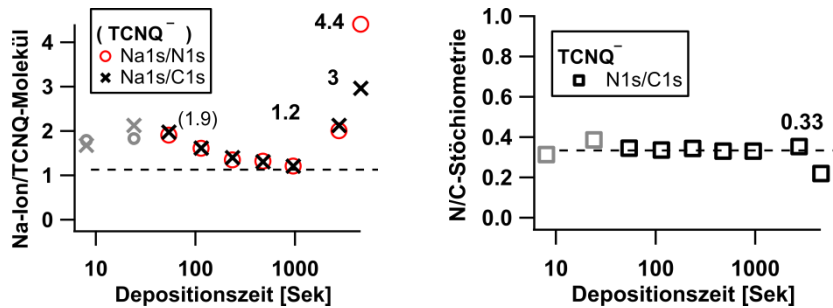 Na-Ion/TCNQ-Molekül
4
3
2
1
0
( TCNQ⁻ )
Na1s/N1s
Na1s/C1s
4.4
3
1.2
(1.9)
10 100 1000
Depositionszeit [Sek]
N/C-Stöchiometrie
1.0
0.8
0.6
0.4
0.2
0.0
TCNQ⁻
N1s/C1s
0.33
10 100 1000
Depositionszeit [Sek]